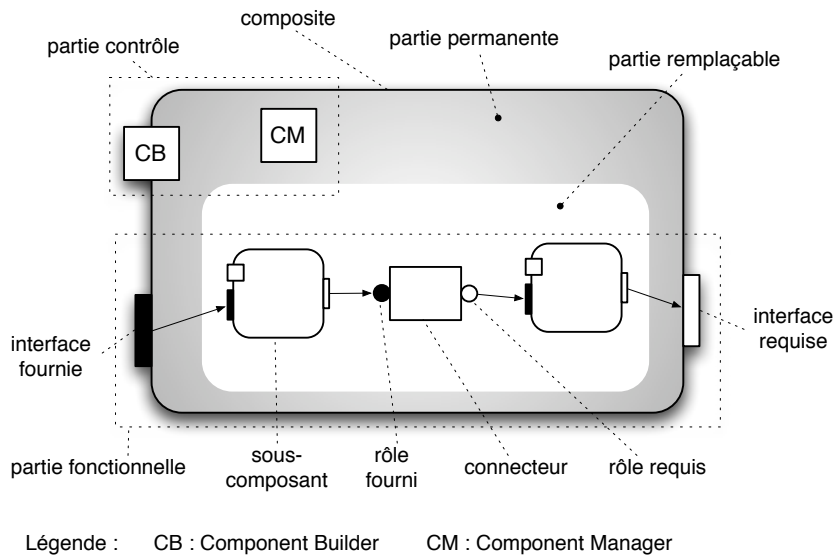 composite
partie contrôle
partie permanente
partie remplaçable
CB
CM
interface
fournie
interface
requise
partie fonctionnelle
sous-
composant
rôle
fourni
connecteur
rôle requis
Légende : CB : Component Builder CM : Component Manager